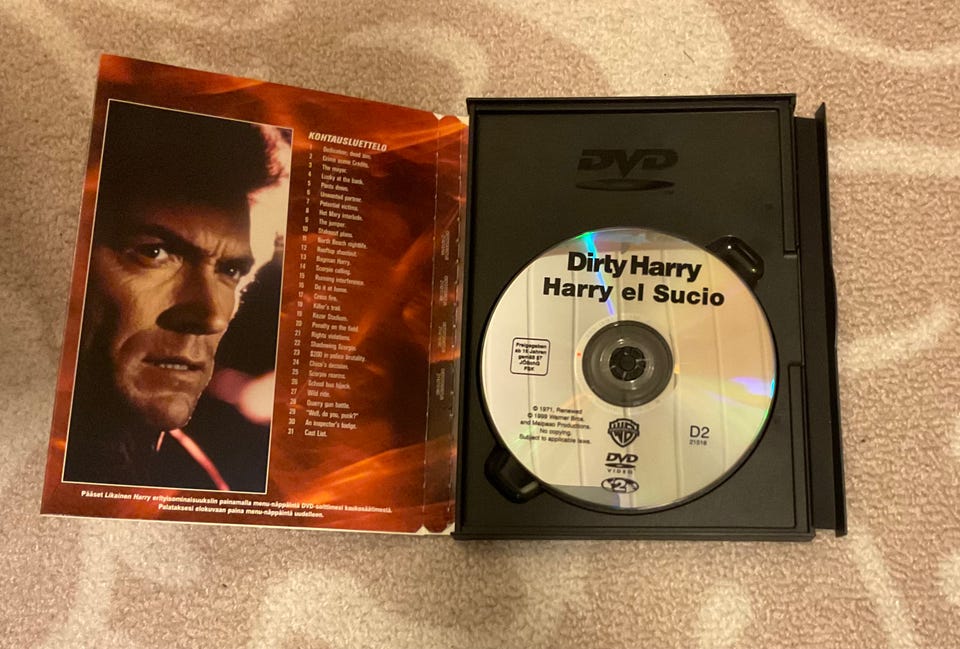 KOHTAUSLUETTELO
1 Dedication; dead aim.
2 Crime scene Credits.
3 The mayor.
4 Lucky at the bank.
5 Pants down.
6 Unwanted partner.
7 Potential victims.
8 Hot Mary interlude.
9 The jumper.
10 Stakeout plans.
11 North Beach nightlife.
12 Rooftop shootout.
13 Bagman Harry.
14 Scorpio calling.
15 Running interference.
16 Do it at home.
17 Cross fire.
18 Killer's trail
19 Kezar Stadium.
20 Penalty on the field
21 Rights violations.
22 Shadowing Scorpio.
23 $200 in police brutality.
24 Chico's decision.
25 Scorpio rearms.
26 School bus hijack.
27 Wild ride.
28 Quarry gun battle.
29 "Well, do you, punk?"
30 An inspector's badge.
31 Cast List.
Pääset Likainen Harry erityisominaisuuksiin painamalla menu-näppäintä DVD-soittimesi kaukosäätimestä.
Palataksesi elokuvaan paina menu-näppäintä uudelleen.
DVD
Dirty Harry
Harry el Sucio
Freigegeben
ab 16 Jahren
gemäß §7
JÖSchG
FSK
© 1971, Renewed
© 1999 Warner Bros.
and Malpaso Productions.
No copying.
Subject to applicable laws.
WB
D2
21518
DVD
VIDEO
2